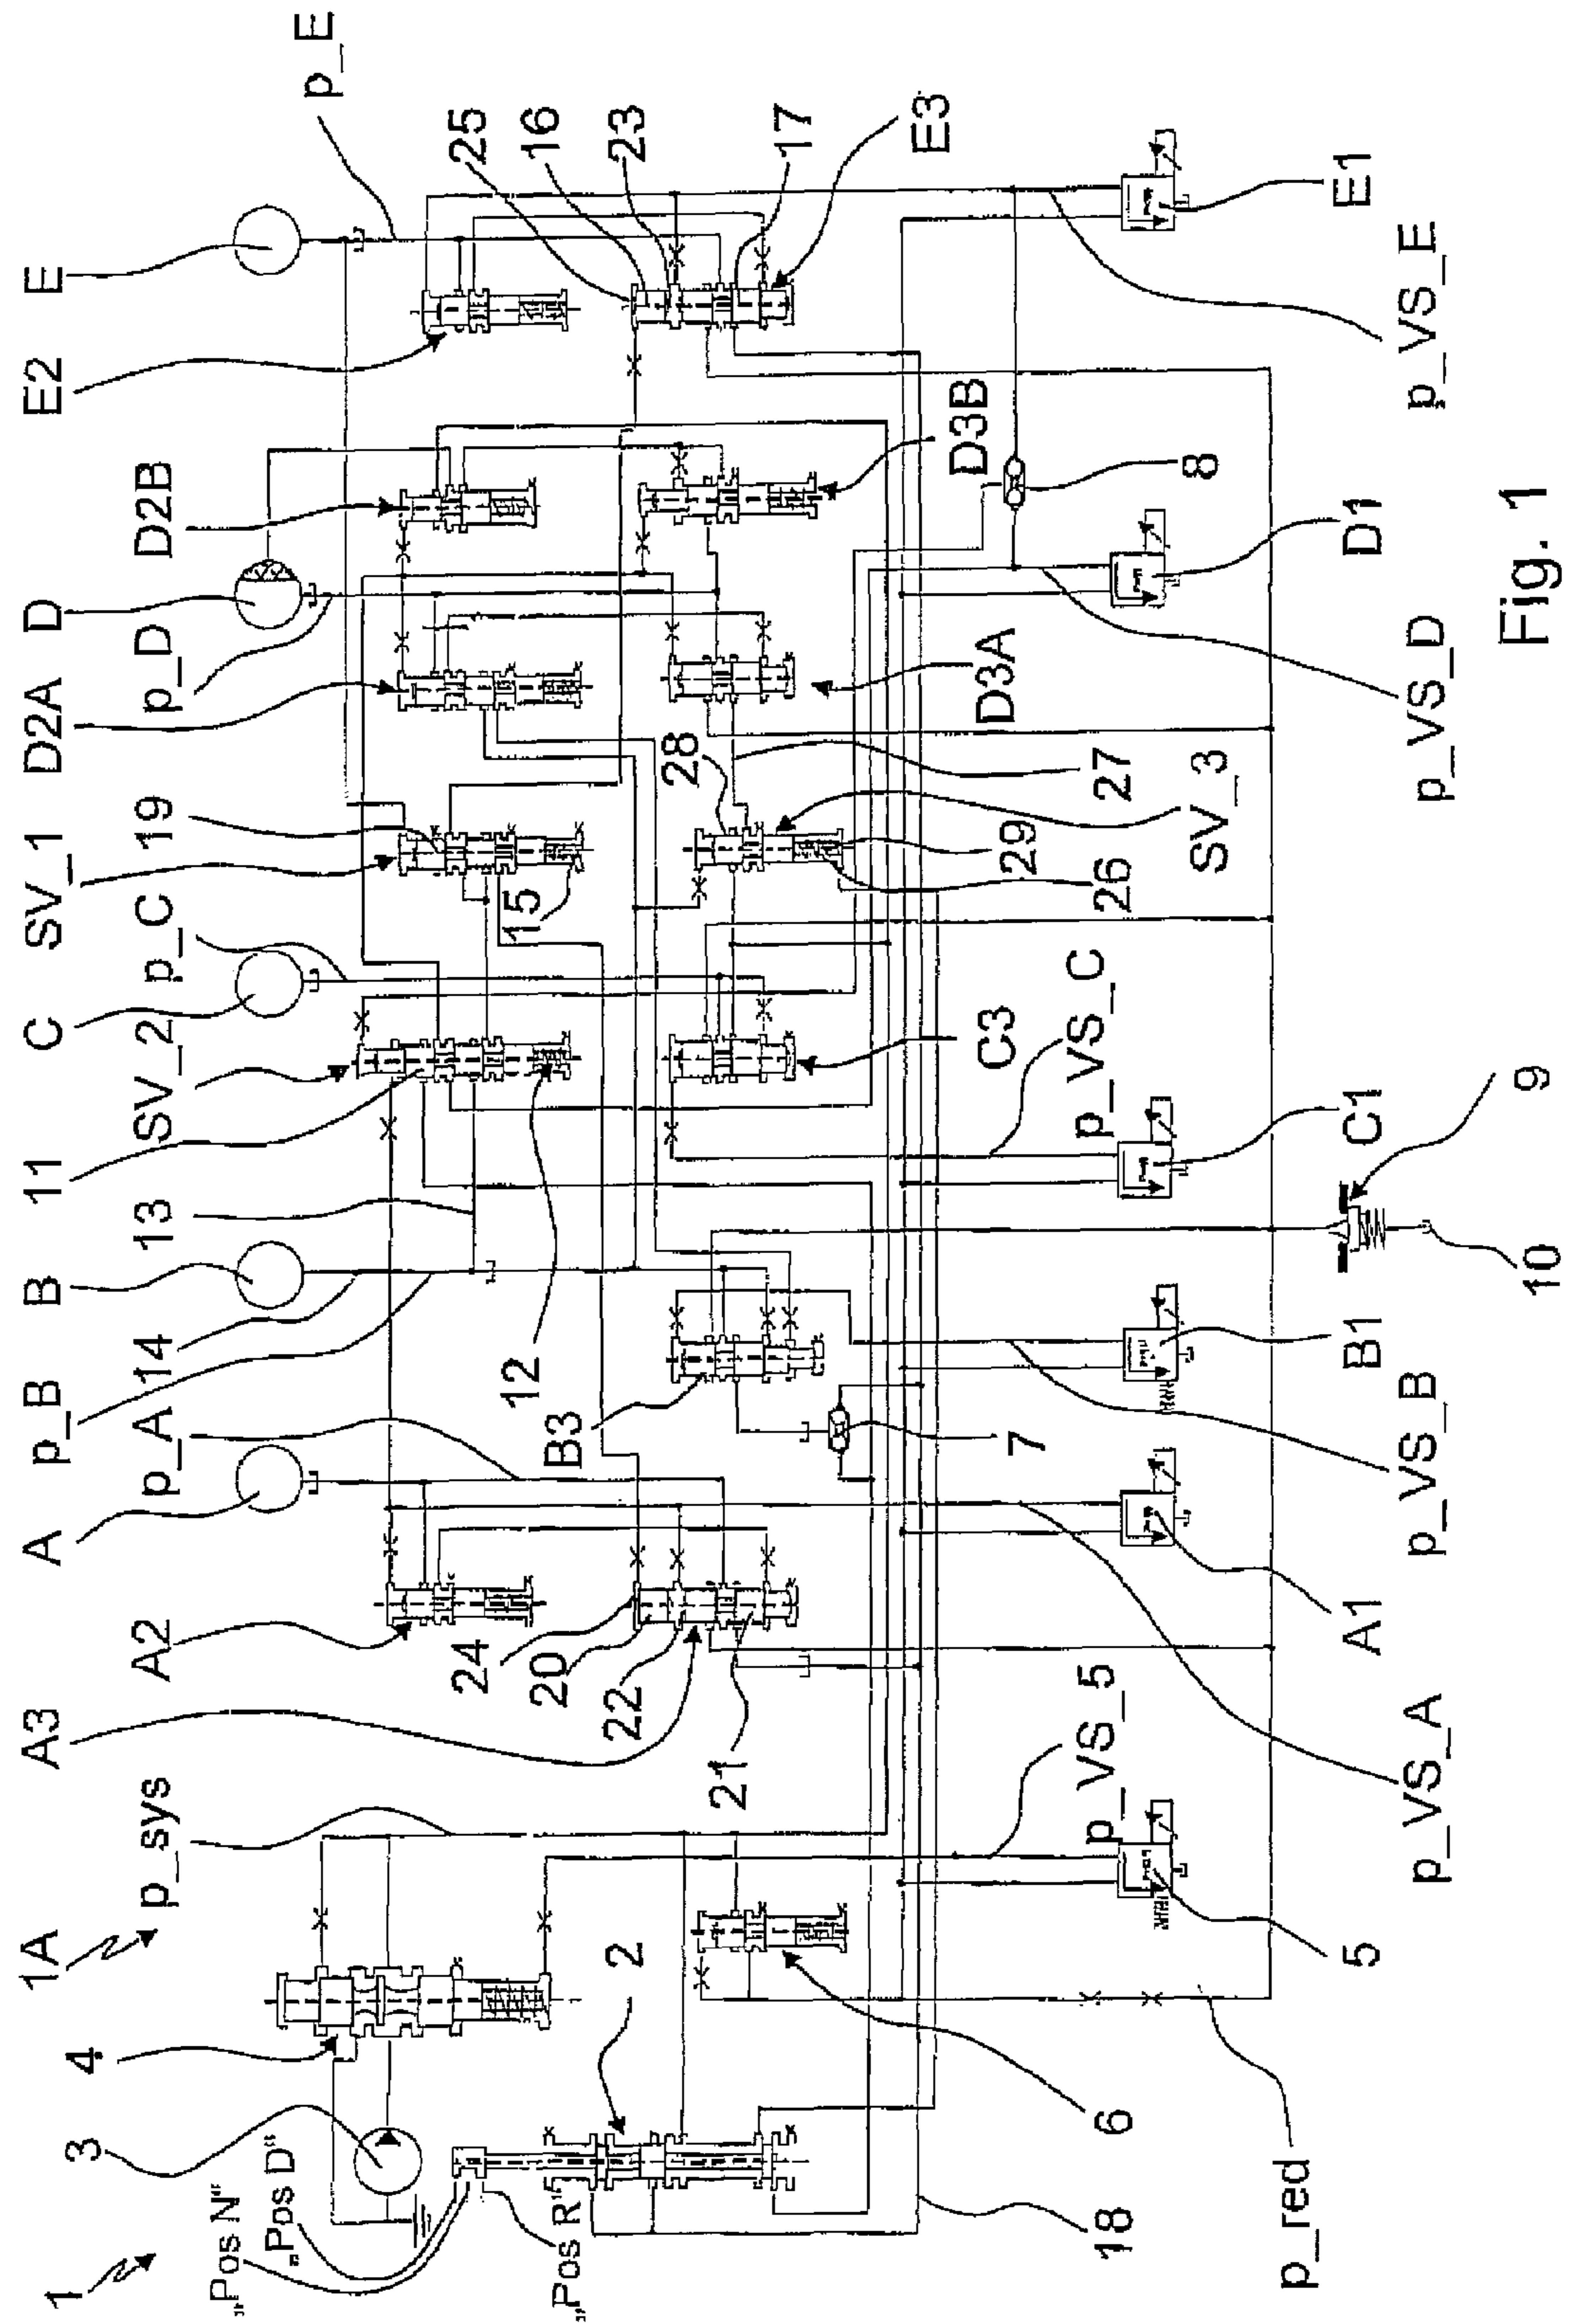 1
1A
p_sys
A3
A2
A
p_A
p_B
14
B
13
11
SV_2
C
p_C
SV_1
19
D2A
p_D
D
D2B
E2
E
p_E
3
4
„Pos N“
„Pos D“
„Pos R“
2
24
20
22
21
B3
12
15
28
27
29
26
SV_3
D3A
D3B
25
16
23
17
E3
18
6
p_red
5
p_VS_5
p_VS_A
A1
7
p_VS_B
B1
10
9
C1
p_VS_C
C3
p_VS_D
D1
8
p_VS_E
E1
Fig. 1